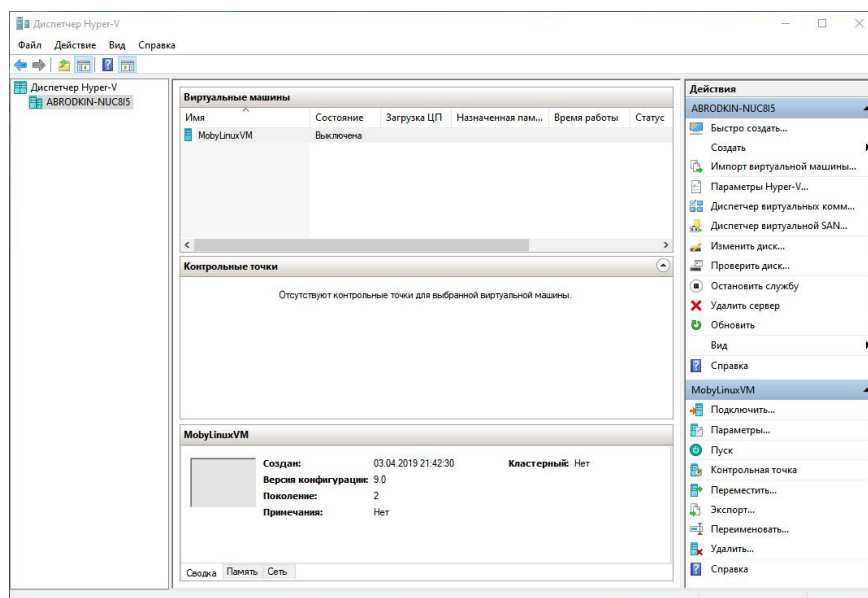 Диспетчер Hyper-V
Файл Действие Вид Справка
Диспетчер Hyper-V
ABRODKIN-NUC8I5
Виртуальные машины
Имя Состояние Загрузка ЦП Назначенная пам... Время работы Статус
MobyLinuxVM Выключена
Контрольные точки
Отсутствуют контрольные точки для выбранной виртуальной машины.
MobyLinuxVM
Создан: 03.04.2019 21:42:30 Кластерный: Нет
Версия конфигурации: 9.0
Поколение: 2
Примечания: Нет
Сводка Память Сеть
Действия
ABRODKIN-NUC8I5
Быстро создать...
Создать
Импорт виртуальной машины...
Параметры Hyper-V...
Диспетчер виртуальных комм...
Диспетчер виртуальной SAN...
Изменить диск...
Проверить диск...
Остановить службу
Удалить сервер
Обновить
Вид
Справка
MobyLinuxVM
Подключить...
Параметры...
Пуск
Контрольная точка
Переместить...
Экспорт...
Переименовать...
Удалить...
Справка